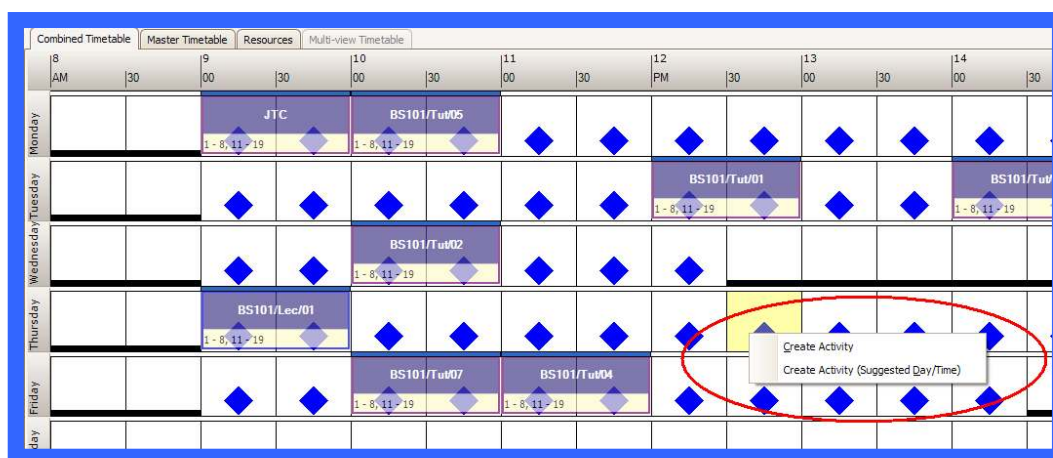 Combined Timetable Master Timetable Resources Multi-view Timetable
8 9 10 11 12 13 14
AM 30 00 30 00 30 00 30 PM 30 00 30 00 30
Monday
JTC BS101/Tut/05
1 - 8, 11 - 19 1 - 8, 11 - 19
Tuesday
BS101/Tut/01 BS101/Tut/
1 - 8, 11 - 19 1 - 8, 11 - 19
Wednesday
BS101/Tut/02
1 - 8, 11 - 19
Thursday
BS101/Lec/01
1 - 8, 11 - 19
Create Activity
Create Activity (Suggested Day/Time)
Friday
BS101/Tut/07 BS101/Tut/04
1 - 8, 11 - 19 1 - 8, 11 - 19
day